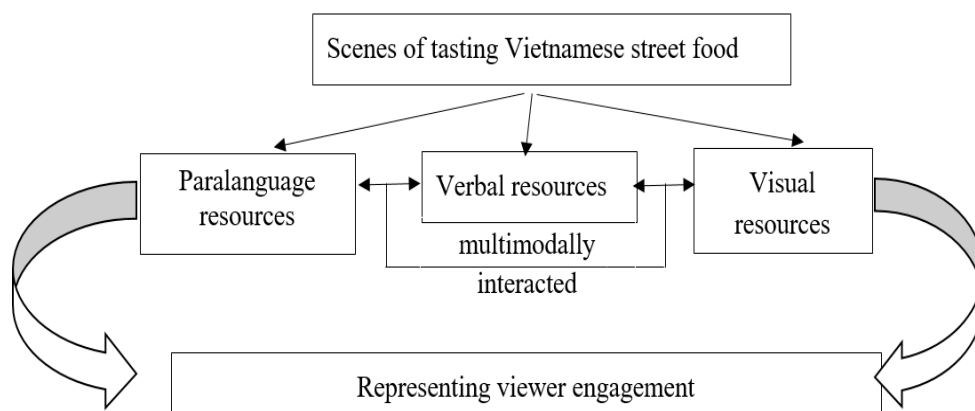 Scenes of tasting Vietnamese street food
Paralanguage
resources
Verbal resources
Visual
resources
multimodally
interacted
Representing viewer engagement